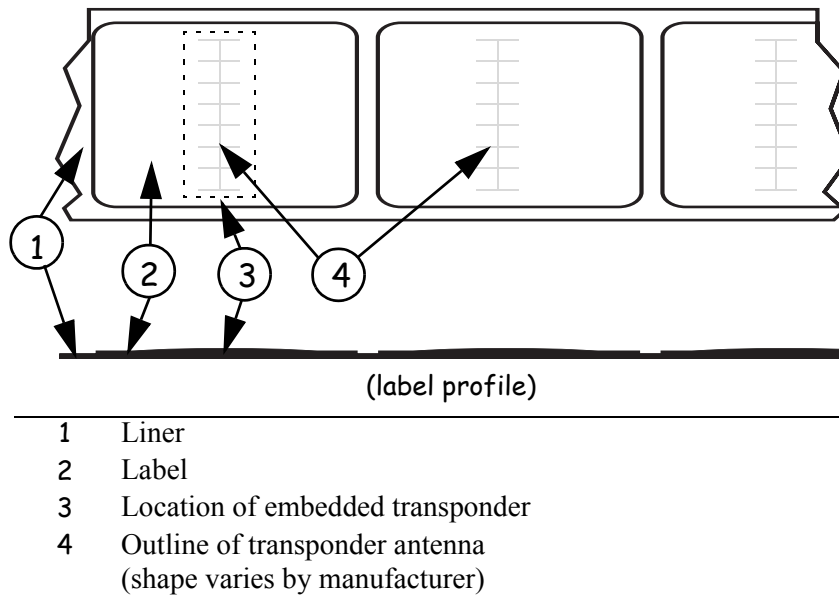 1
2
3
4
(label profile)
1 Liner
2 Label
3 Location of embedded transponder
4 Outline of transponder antenna
(shape varies by manufacturer)